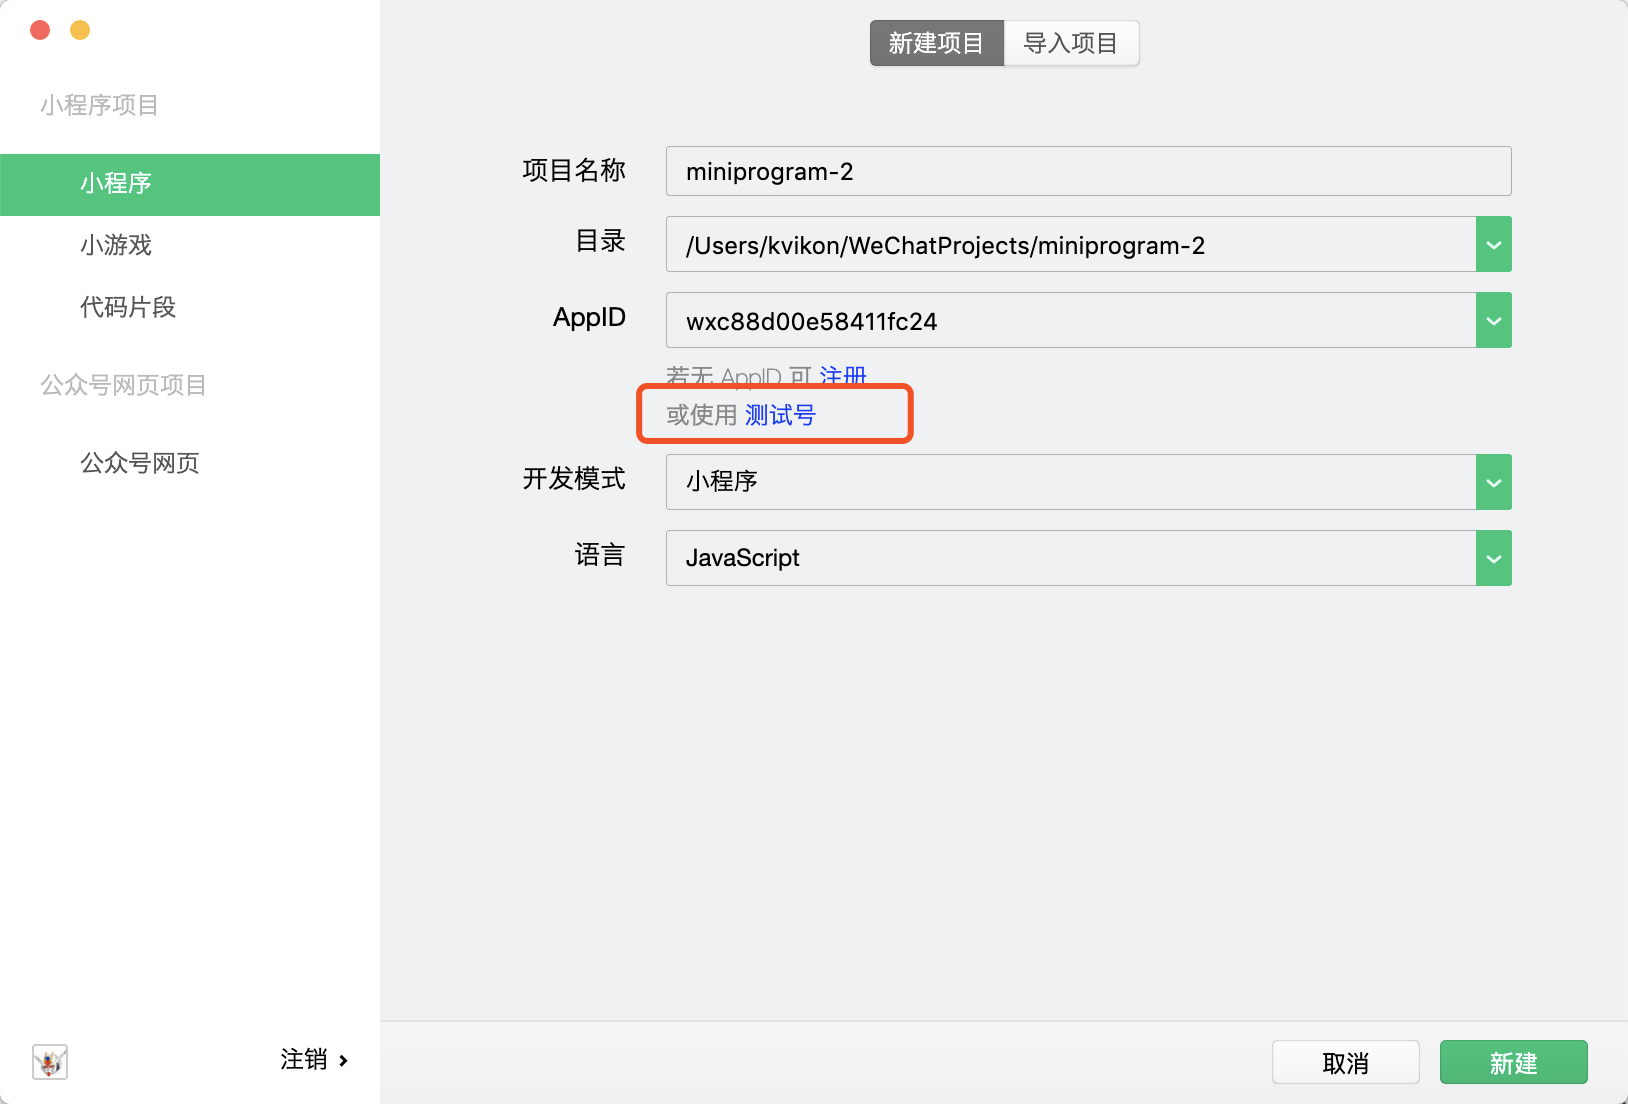 新建项目 导入项目
小程序项目
小程序
小游戏
代码片段
公众号网页项目
公众号网页
注销
项目名称 miniprogram-2
目录 /Users/kvikon/WeChatProjects/miniprogram-2
AppID wxc88d00e58411fc24
若无 AppID 可 注册
或使用 测试号
开发模式 小程序
语言 JavaScript
取消 新建